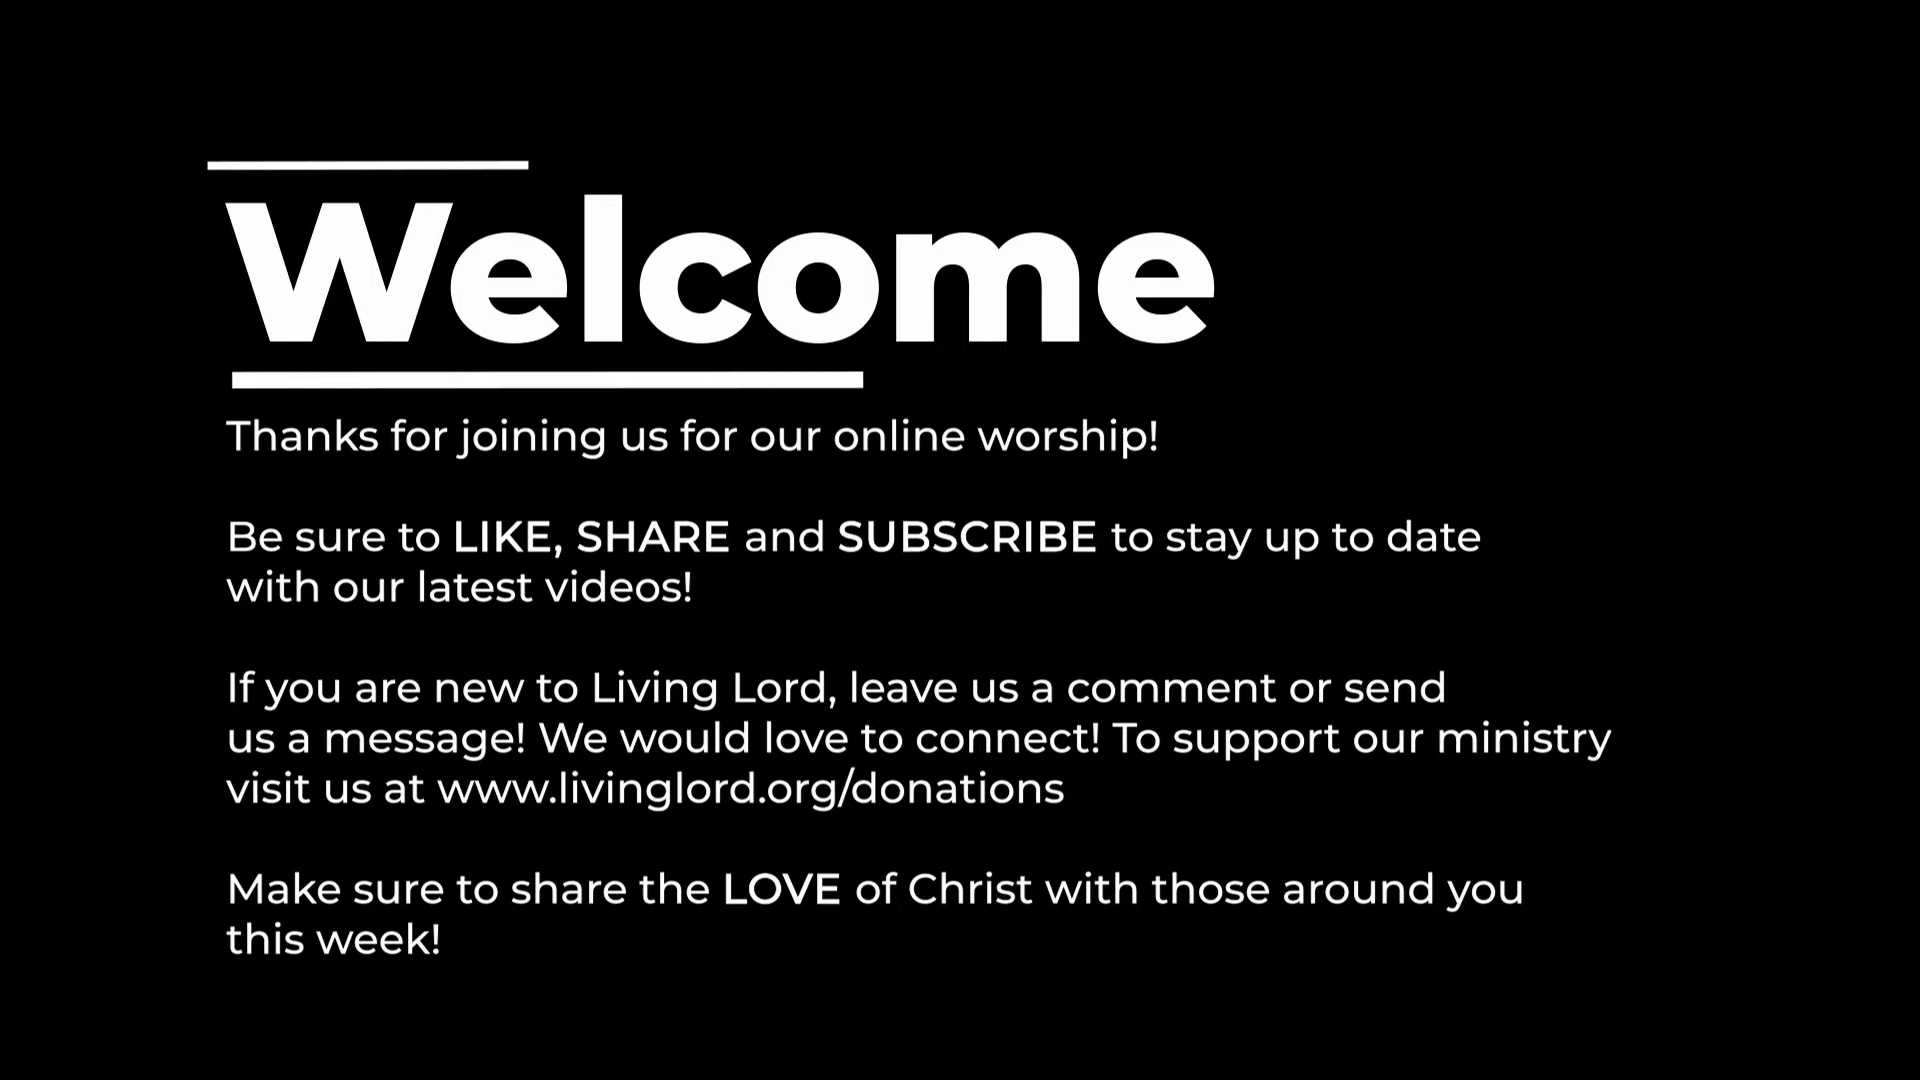 Welcome
Thanks for joining us for our online worship!
Be sure to LIKE, SHARE and SUBSCRIBE to stay up to date
with our latest videos!
If you are new to Living Lord, leave us a comment or send
us a message! We would love to connect! To support our ministry
visit us at www.livinglord.org/donations
Make sure to share the LOVE of Christ with those around you
this week!